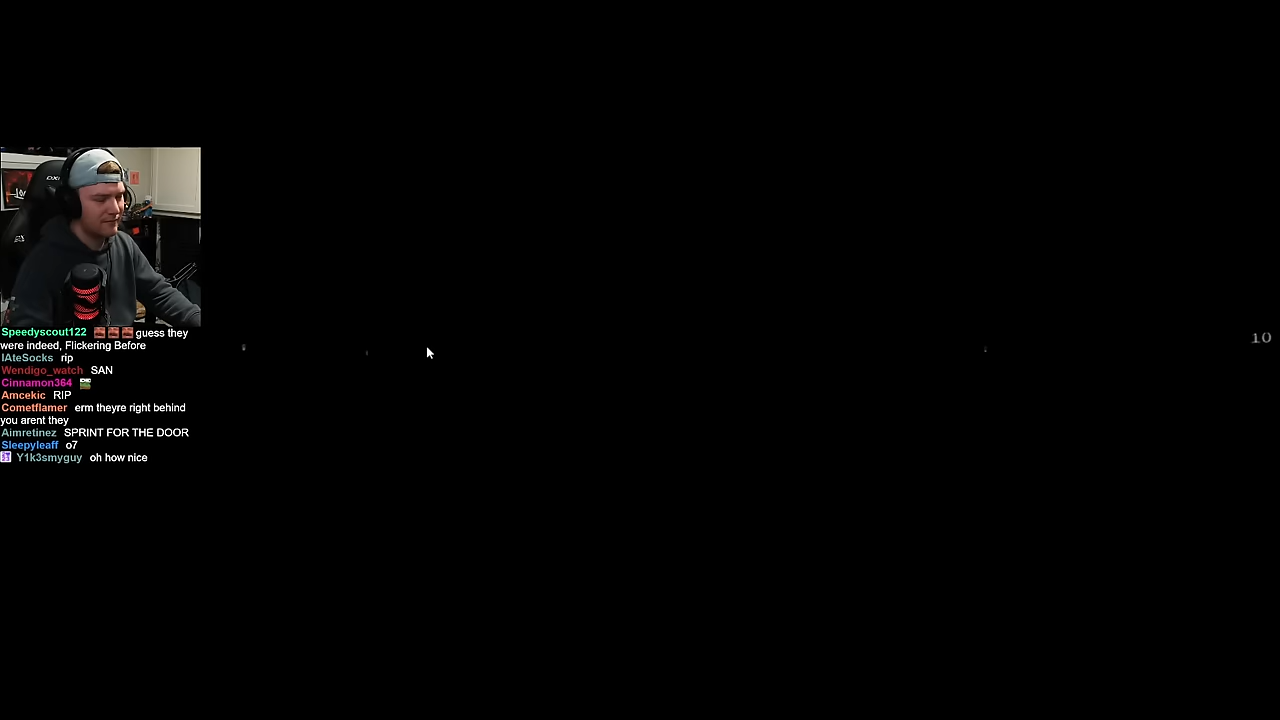 Speedyscout122 guess they
were indeed, Flickering Before
IAteSocks rip
Wendigo_watch SAN
Cinnamon364
Amcekic RIP
Cometflamer erm theyre right behind
you arent they
Aimretinez SPRINT FOR THE DOOR
Sleepyleaff o7
Y1k3smyguy oh how nice
10